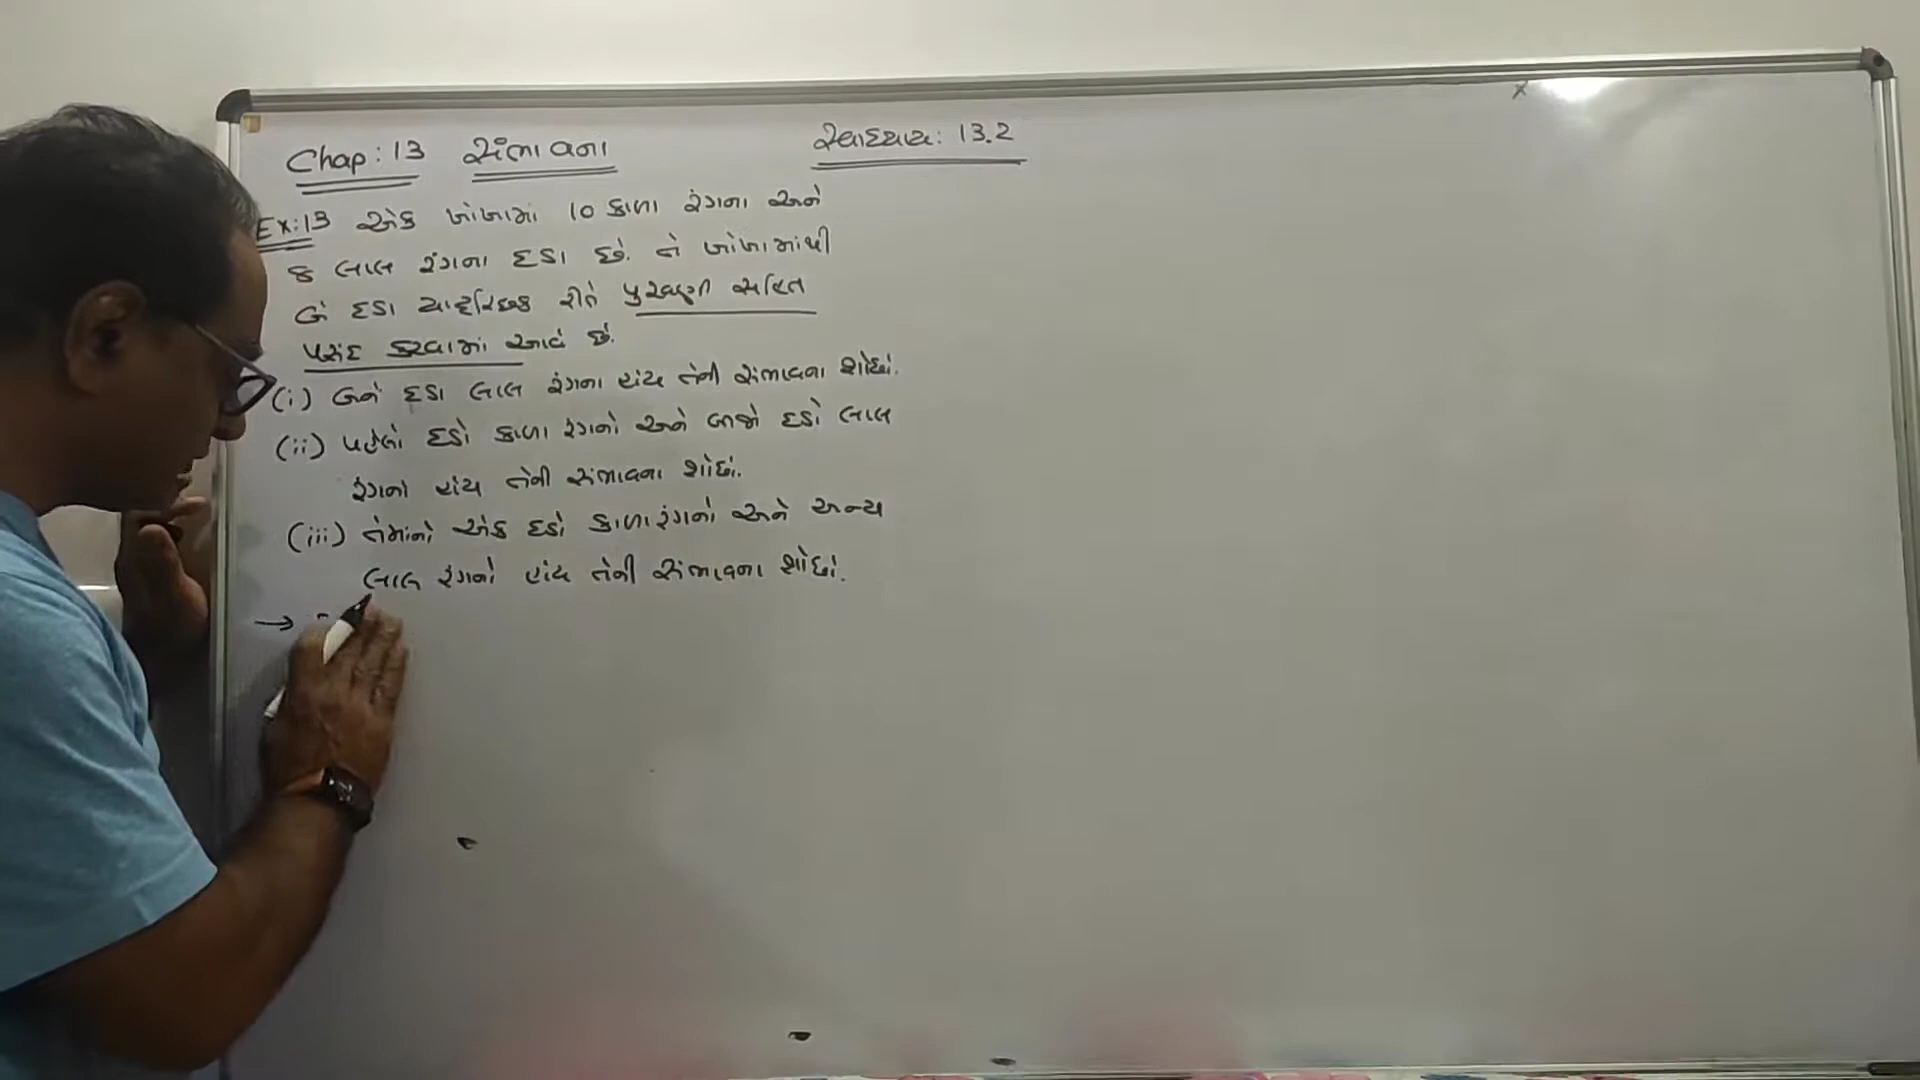 Chap: 13 સંભાવના
સ્વાધ્યાય: 13.2
Ex:13 એક ખોખામાં 10 કાળા રંગના અને
8 લાલ રંગના દડા છે. તે ખોખામાંથી
બે દડા યાદૃચ્છિક રીતે પુરવણી સહિત
પસંદ કરવામાં આવે છે.
(i) બંને દડા લાલ રંગના હોય તેની સંભાવના શોધો.
(ii) પહેલો દડો કાળા રંગનો અને બીજો દડો લાલ
રંગનો હોય તેની સંભાવના શોધો.
(iii) તેમાંનો એક દડો કાળા રંગનો અને અન્ય
લાલ રંગનો હોય તેની સંભાવના શોધો.
→